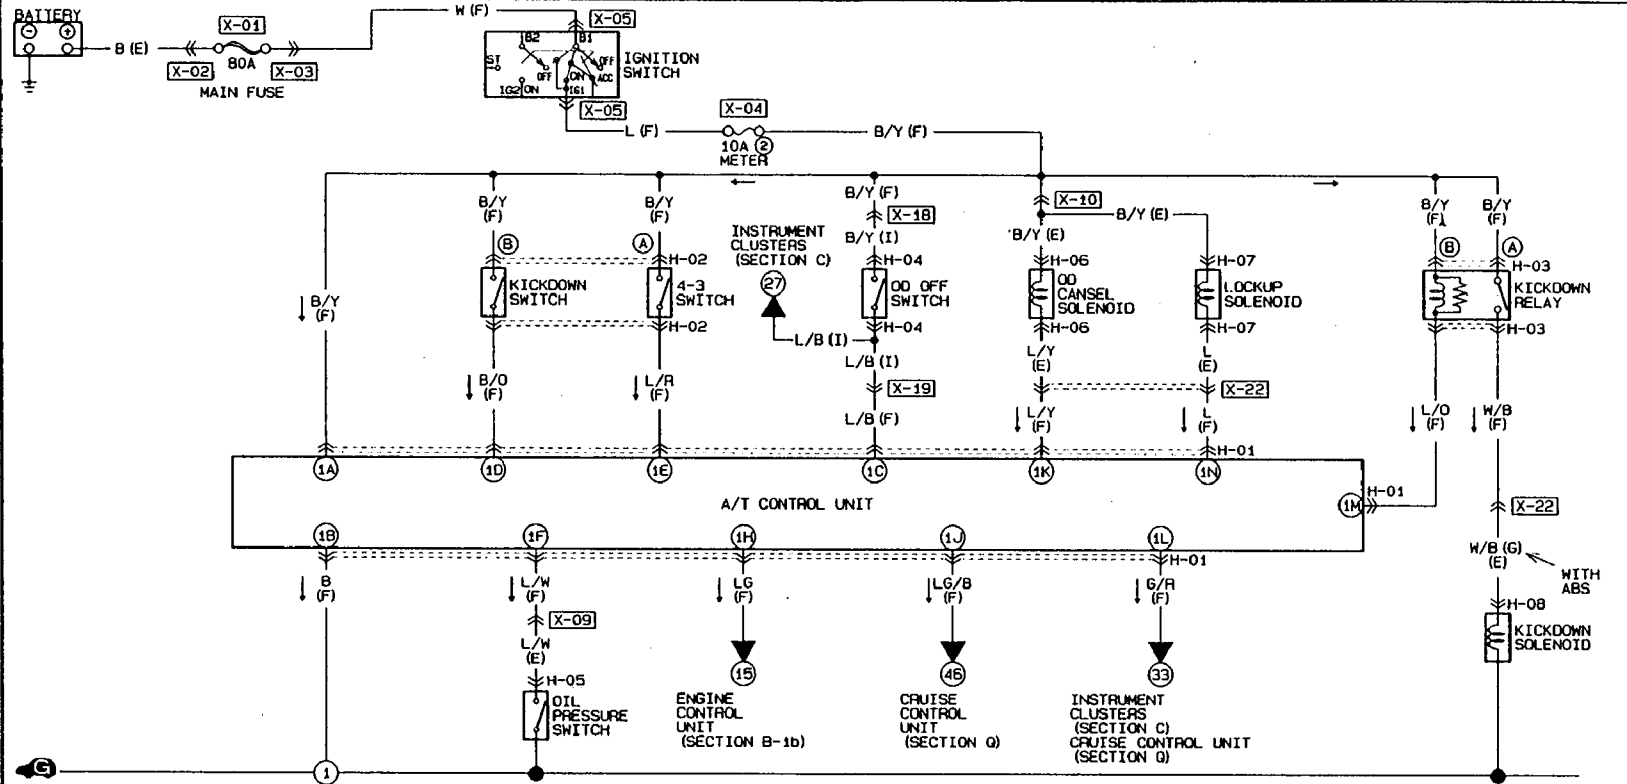 BATTERY
X-01
W (F)
X-05
B (E)
X-02
80A
X-03
MAIN FUSE
B2
B1
ST
OFF
ON
OFF
ACC
IG2
ON
IG1
IGNITION
SWITCH
X-05
X-04
L (F)
B/Y (F)
10A 2
METER
B/Y
(F)
B/Y
(F)
B/Y
(F)
B/Y (F)
X-18
B/Y (I)
X-10
B/Y (E)
B/Y (E)
B/Y
(F)
B/Y
(F)
B
A
H-02
INSTRUMENT
CLUSTERS
(SECTION C)
27
H-04
H-06
H-07
B
A
H-03
KICKDOWN
SWITCH
4-3
SWITCH
OD OFF
SWITCH
OD
CANSEL
SOLENOID
LOCKUP
SOLENOID
KICKDOWN
RELAY
H-02
H-04
H-06
H-07
H-03
L/B (I)
L/B (I)
L/Y
(E)
L
(E)
B/O
(F)
L/R
(F)
X-19
X-22
L/B (F)
L/Y
(F)
L
(F)
L/O
(F)
W/B
(F)
H-01
1A
1D
1E
1C
1K
1N
A/T CONTROL UNIT
1M
H-01
X-22
1B
1F
1H
1J
1L
H-01
W/B (G)
(E)
WITH
ABS
B
(F)
L/W
(F)
LG
(F)
LG/B
(F)
G/R
(F)
X-09
L/W
(E)
H-08
KICKDOWN
SOLENOID
H-05
OIL
PRESSURE
SWITCH
15
46
33
ENGINE
CONTROL
UNIT
(SECTION B-1b)
CRUISE
CONTROL
UNIT
(SECTION Q)
INSTRUMENT
CLUSTERS
(SECTION C)
CRUISE CONTROL UNIT
(SECTION Q)
G
1